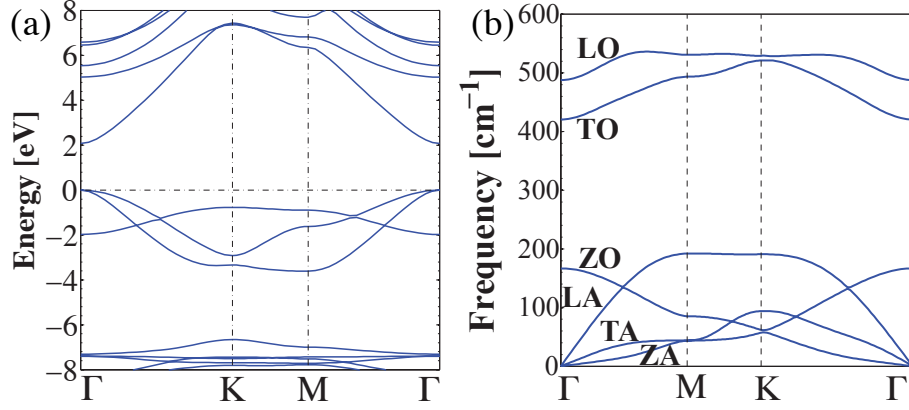 (a)
Energy [eV]
8
6
4
2
0
−2
−4
−6
−8
Γ
K
M
Γ
(b)
Frequency [cm⁻¹]
600
500
400
300
200
100
0
LO
TO
ZO
LA
TA
ZA
Γ
M
K
Γ